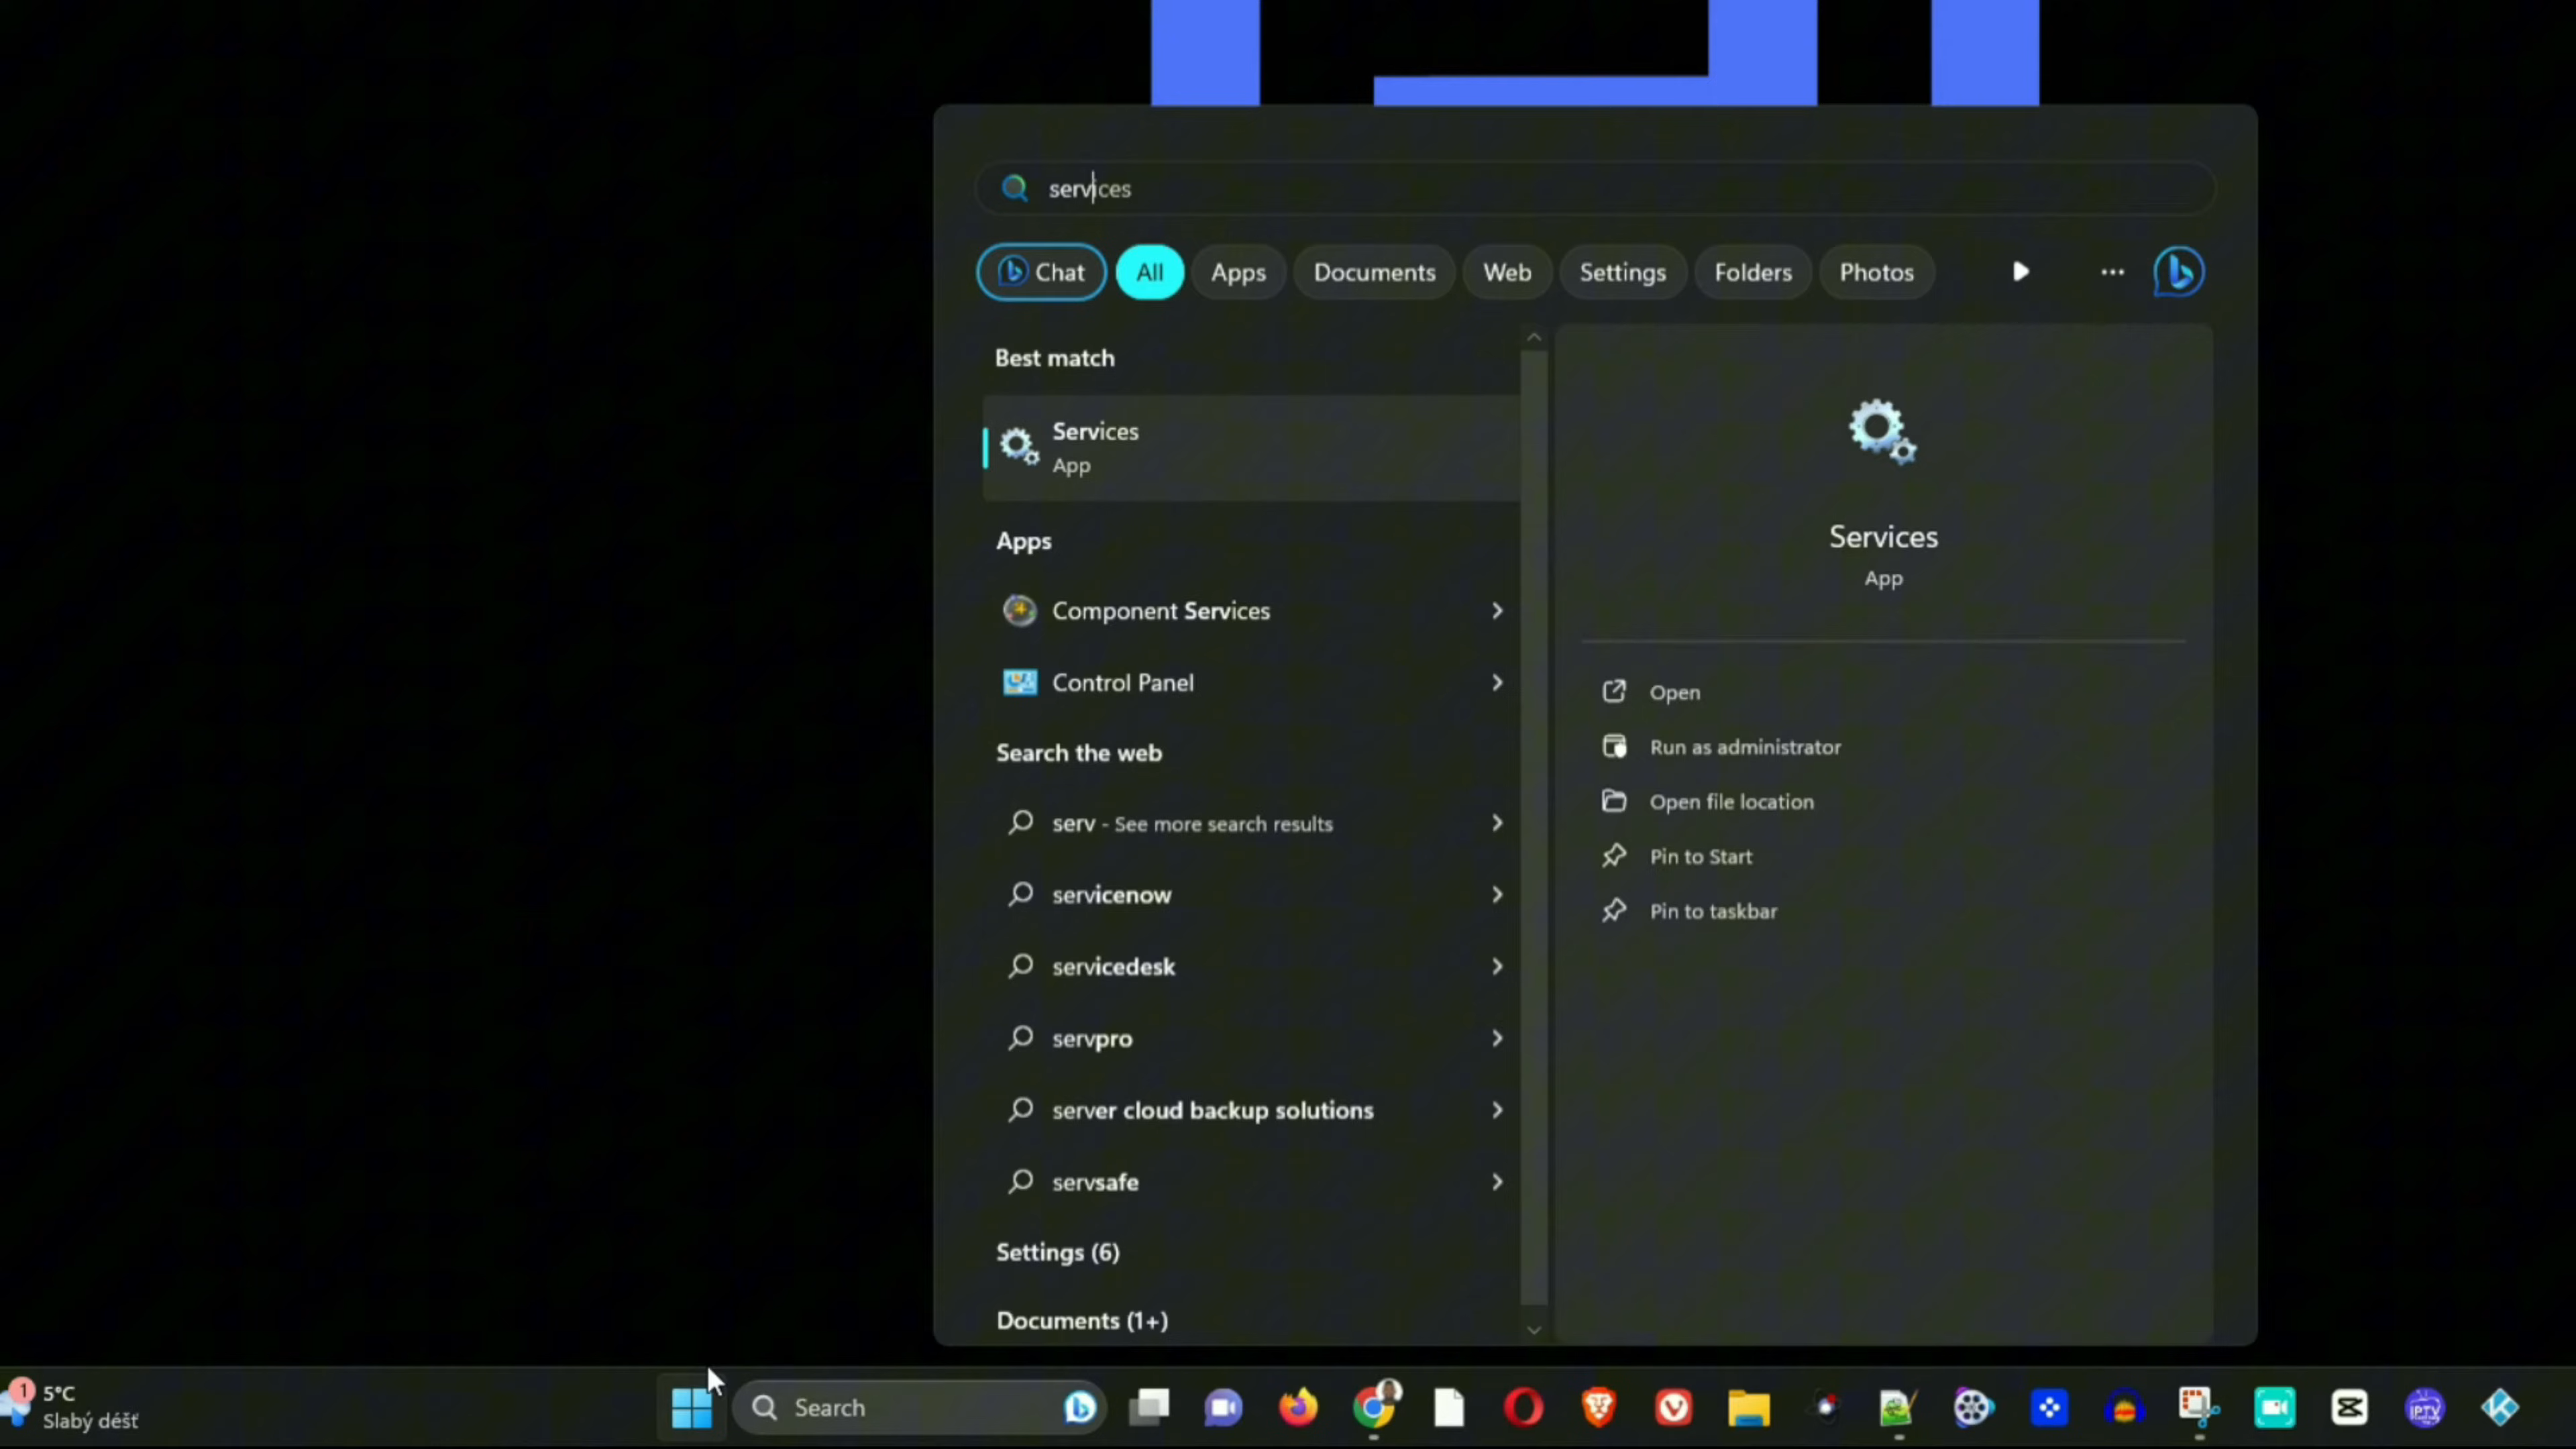 services
Chat
All
Apps
Documents
Web
Settings
Folders
Photos
Best match
Services
App
Apps
Component Services
Control Panel
Search the web
serv - See more search results
servicenow
servicedesk
servpro
server cloud backup solutions
servsafe
Settings (6)
Documents (1+)
Services
App
Open
Run as administrator
Open file location
Pin to Start
Pin to taskbar
1
5°C
Slabý déšť
Search
IPTV